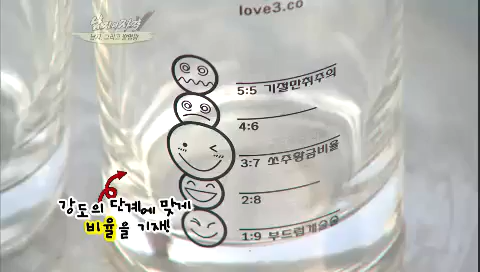 love3.co
5:5 기절만취주의
4:6
3:7 쏘주황금비율
2:8
1:9 부드럽게술술
강도의 단계에 맞게
비율을 기재!!